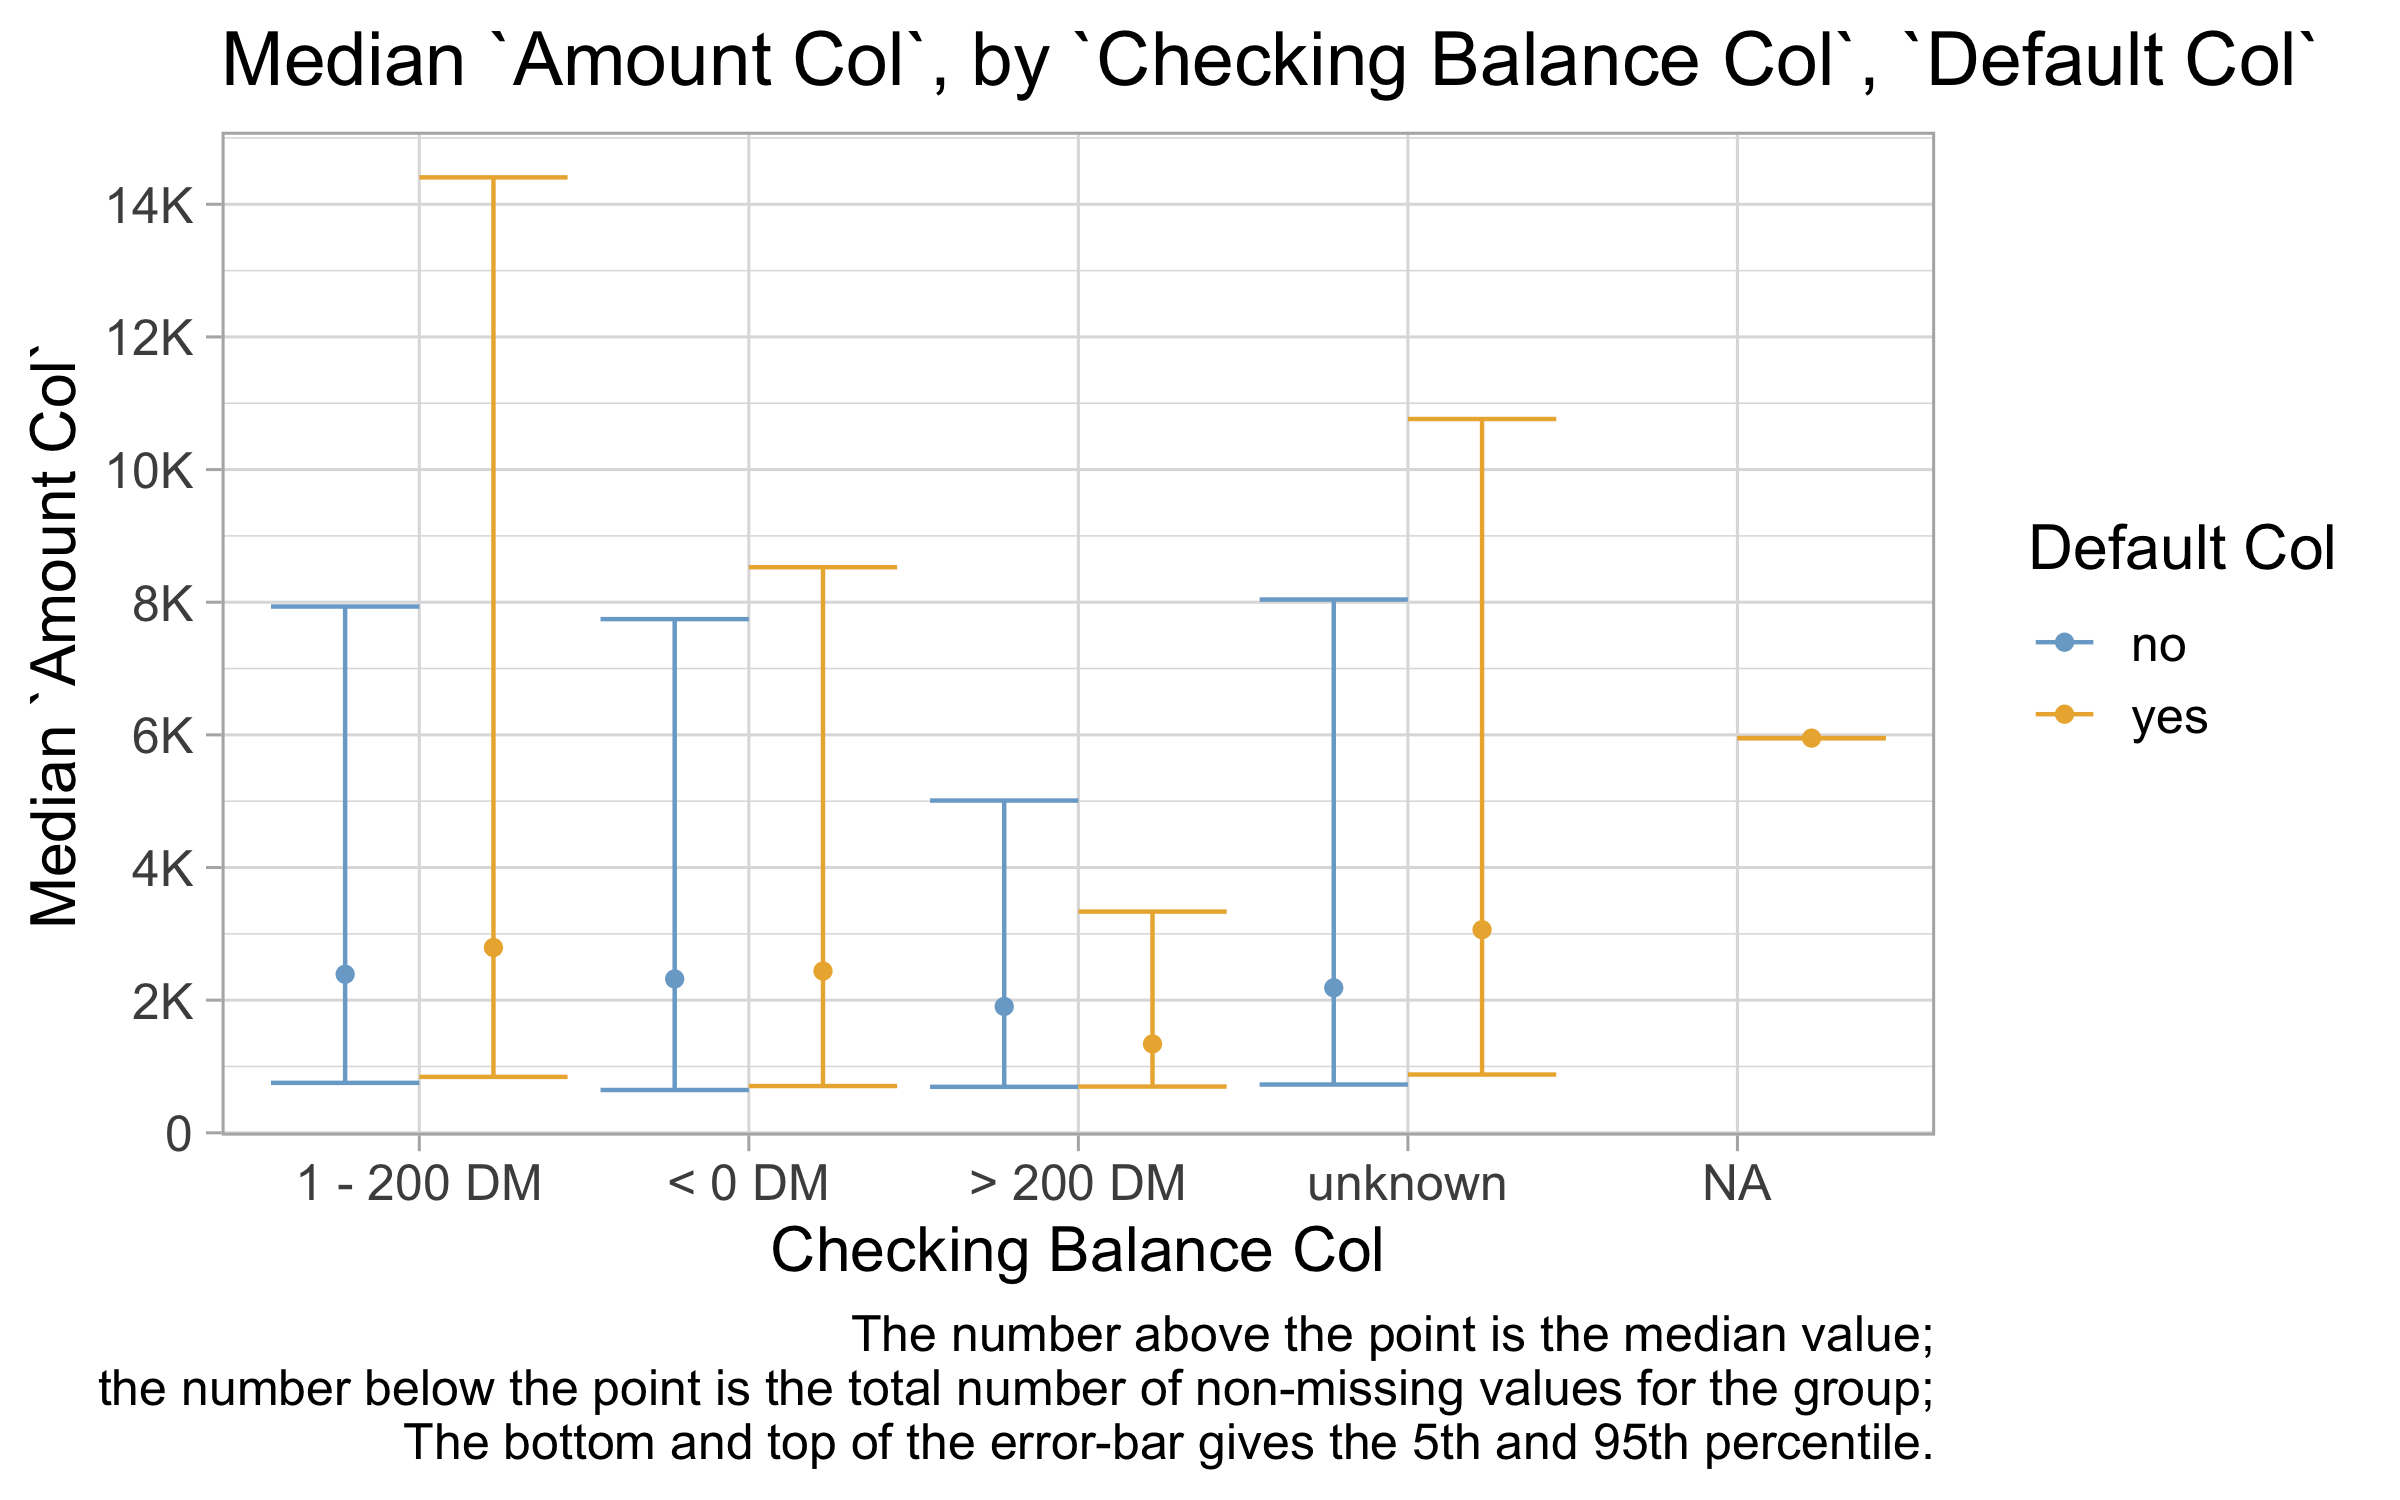 Median `Amount Col`, by `Checking Balance Col`, `Default Col`
Median `Amount Col`
14K
12K
10K
8K
6K
4K
2K
0
1 - 200 DM
< 0 DM
> 200 DM
unknown
NA
Checking Balance Col
Default Col
no
yes
The number above the point is the median value;
the number below the point is the total number of non-missing values for the group;
The bottom and top of the error-bar gives the 5th and 95th percentile.